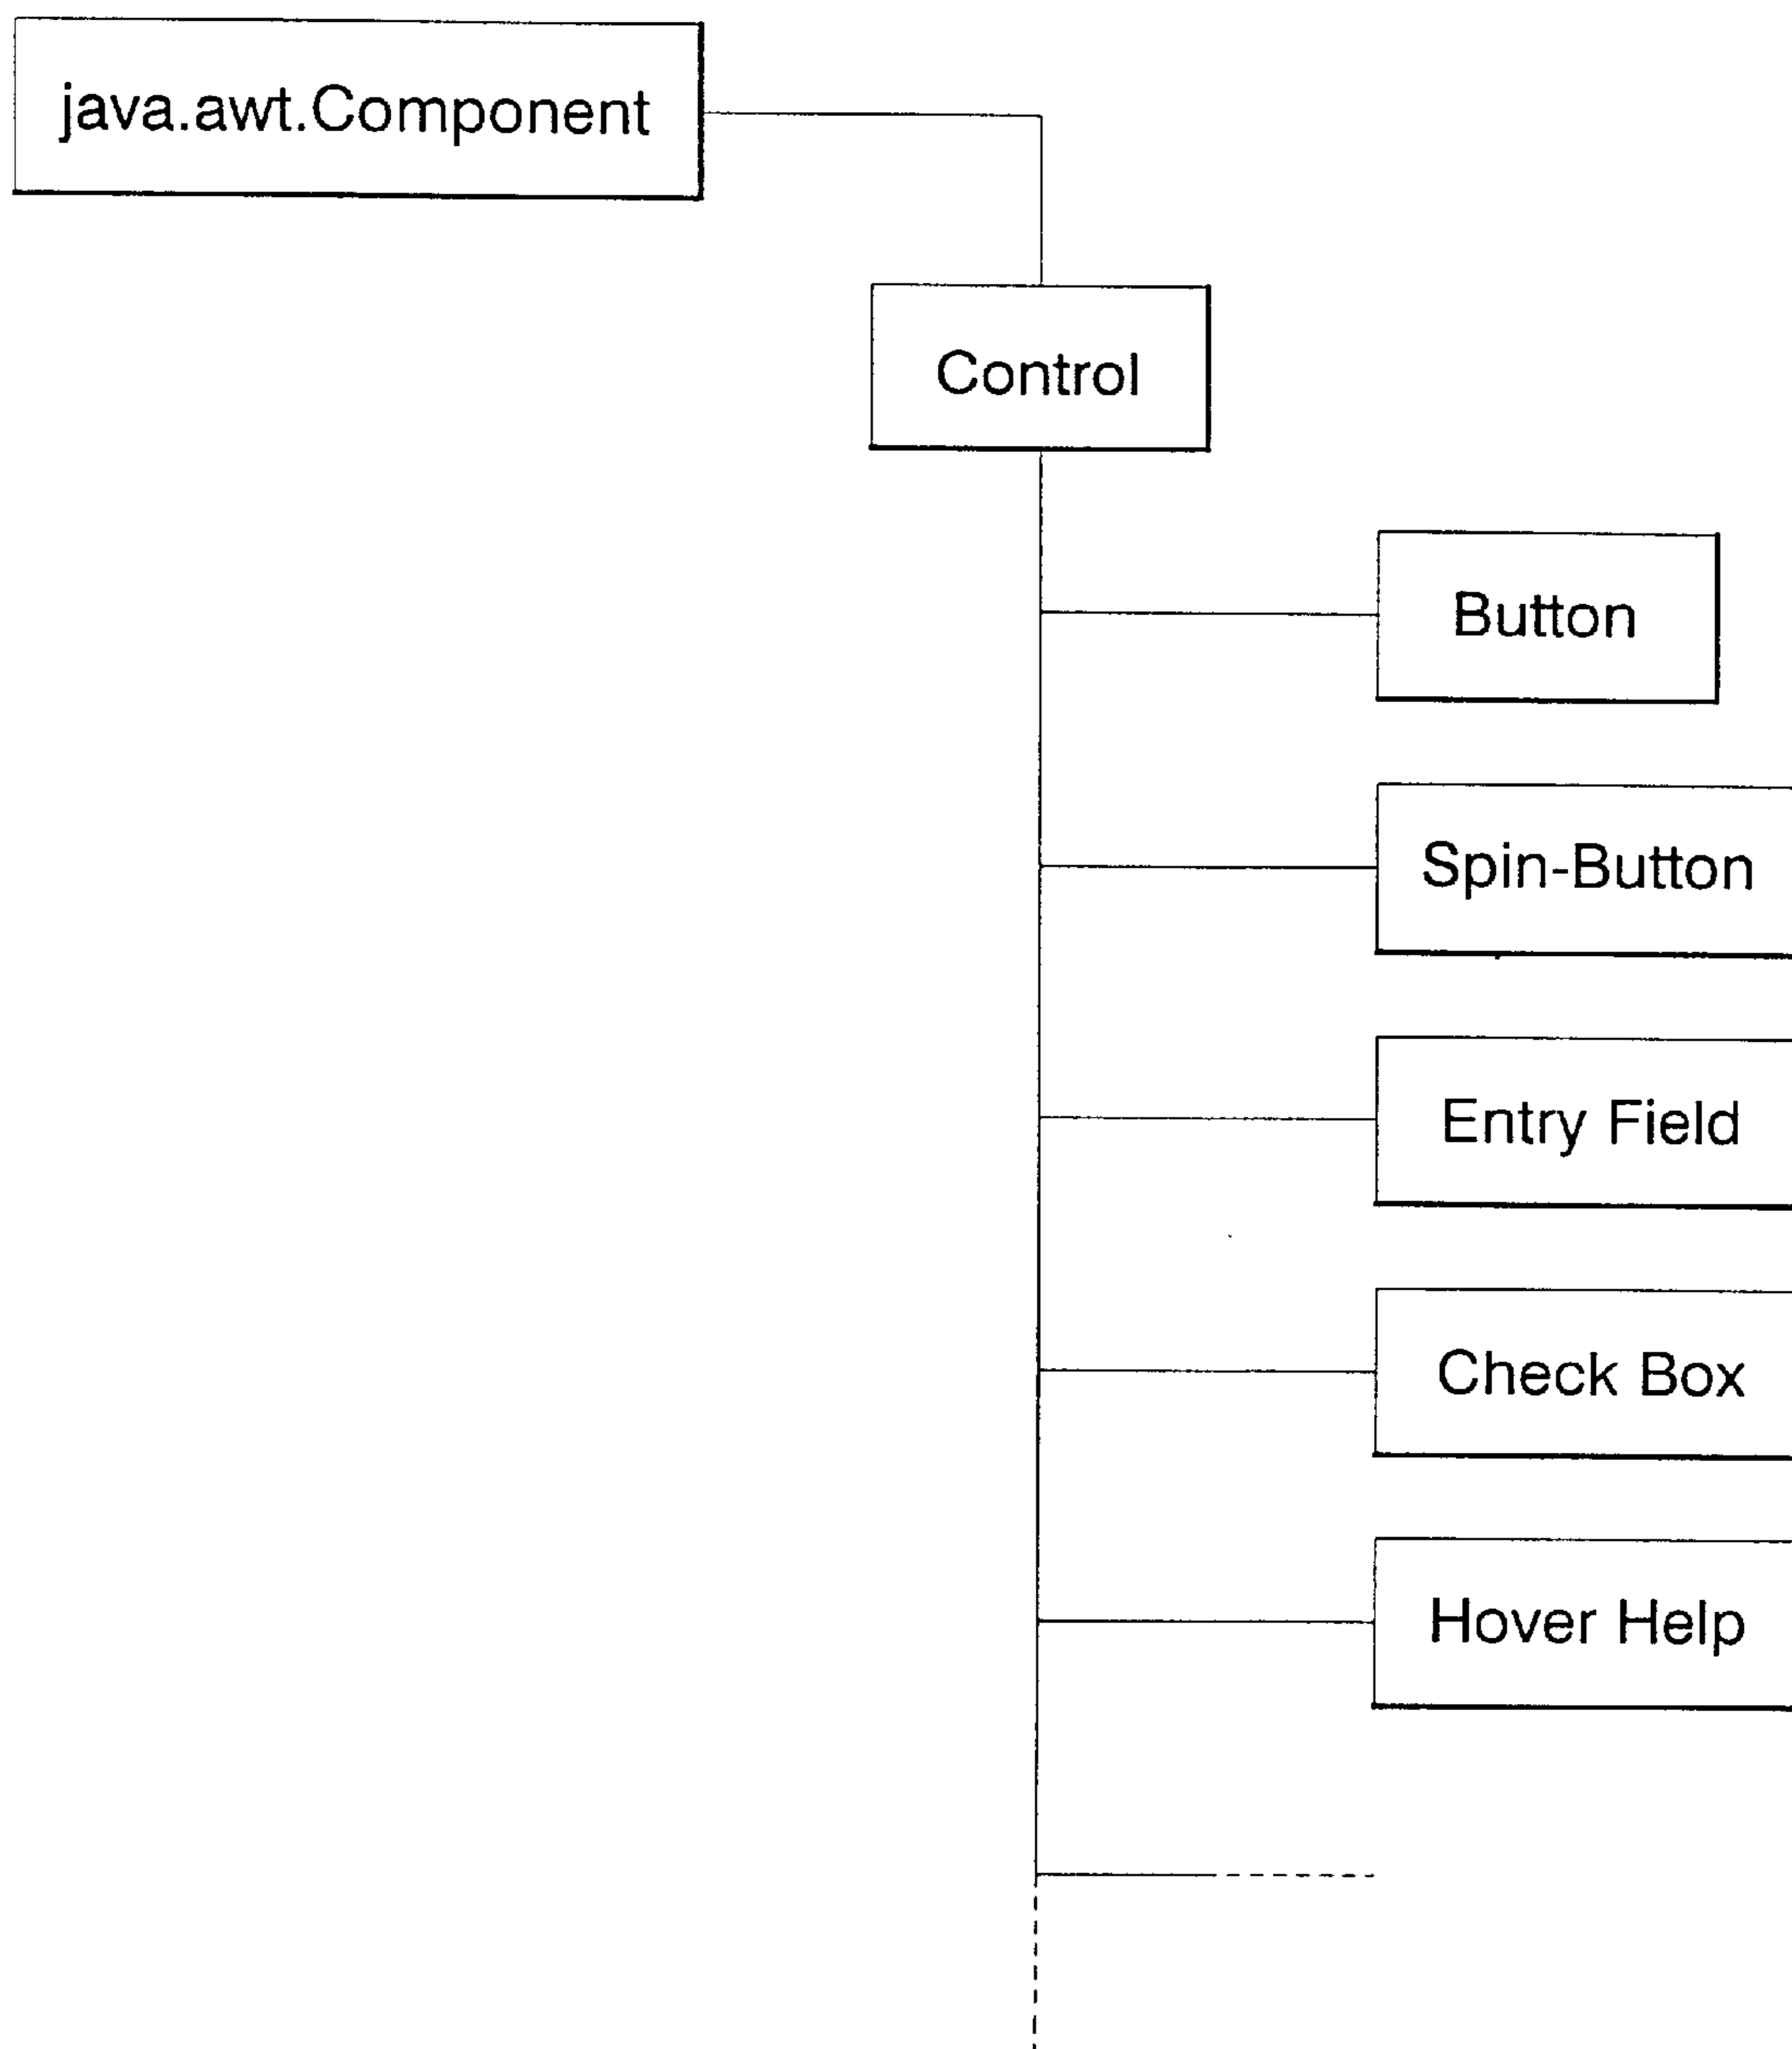 java.awt.Component
Control
Button
Spin-Button
Entry Field
Check Box
Hover Help